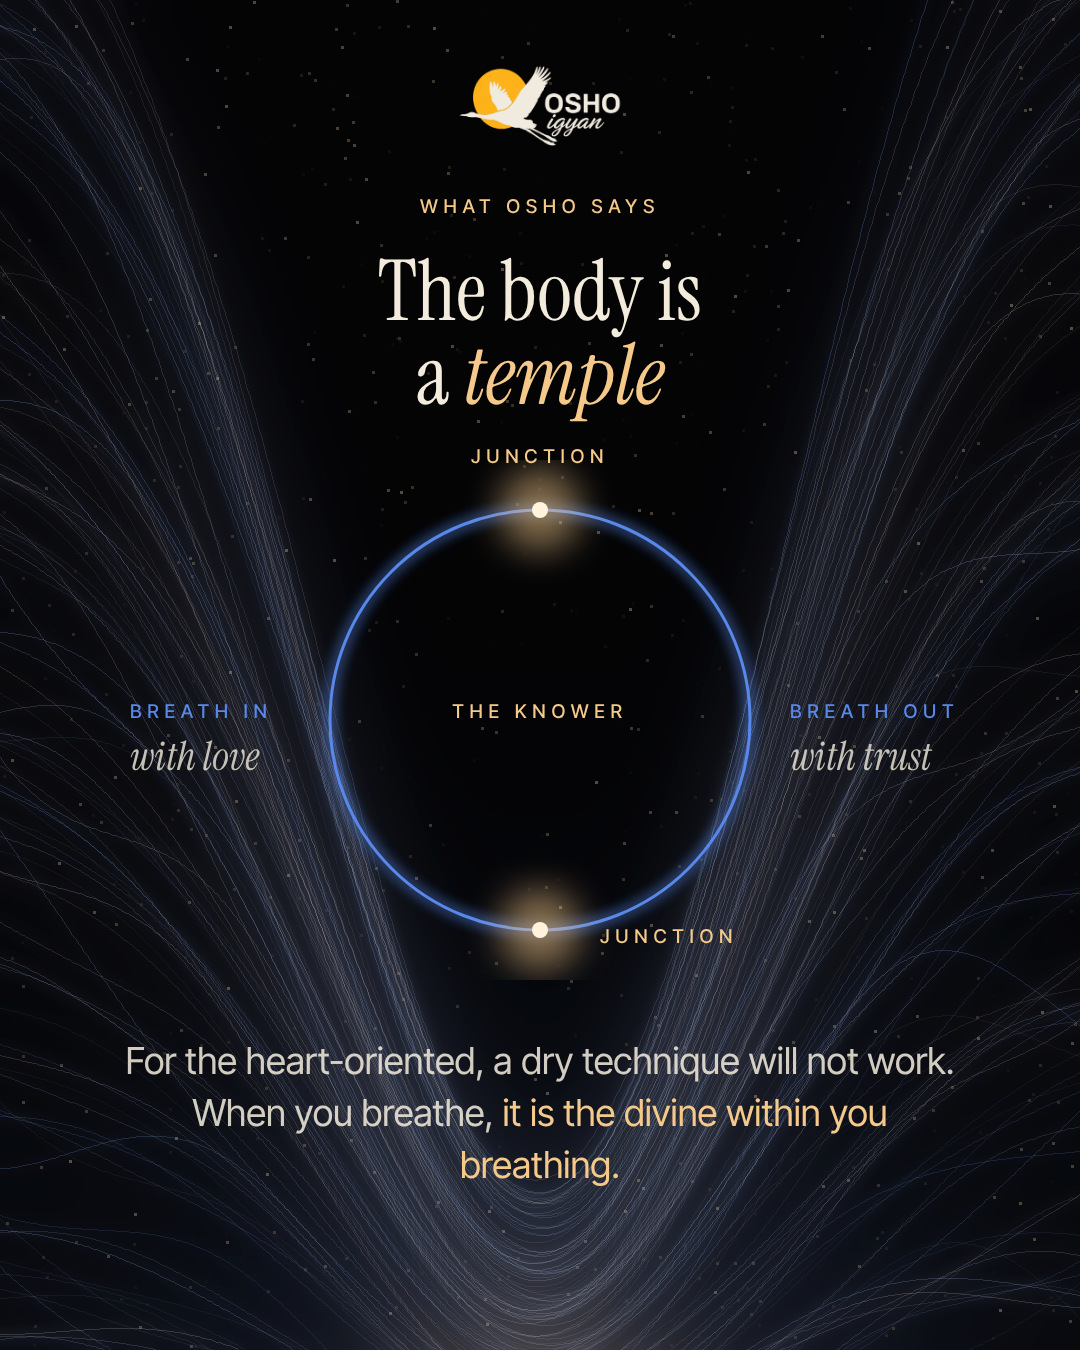 OSHO
igyan
WHAT OSHO SAYS
The body is
a temple
JUNCTION
THE KNOWER
BREATH IN
with love
BREATH OUT
with trust
JUNCTION
For the heart-oriented, a dry technique will not work.
When you breathe, it is the divine within you
breathing.